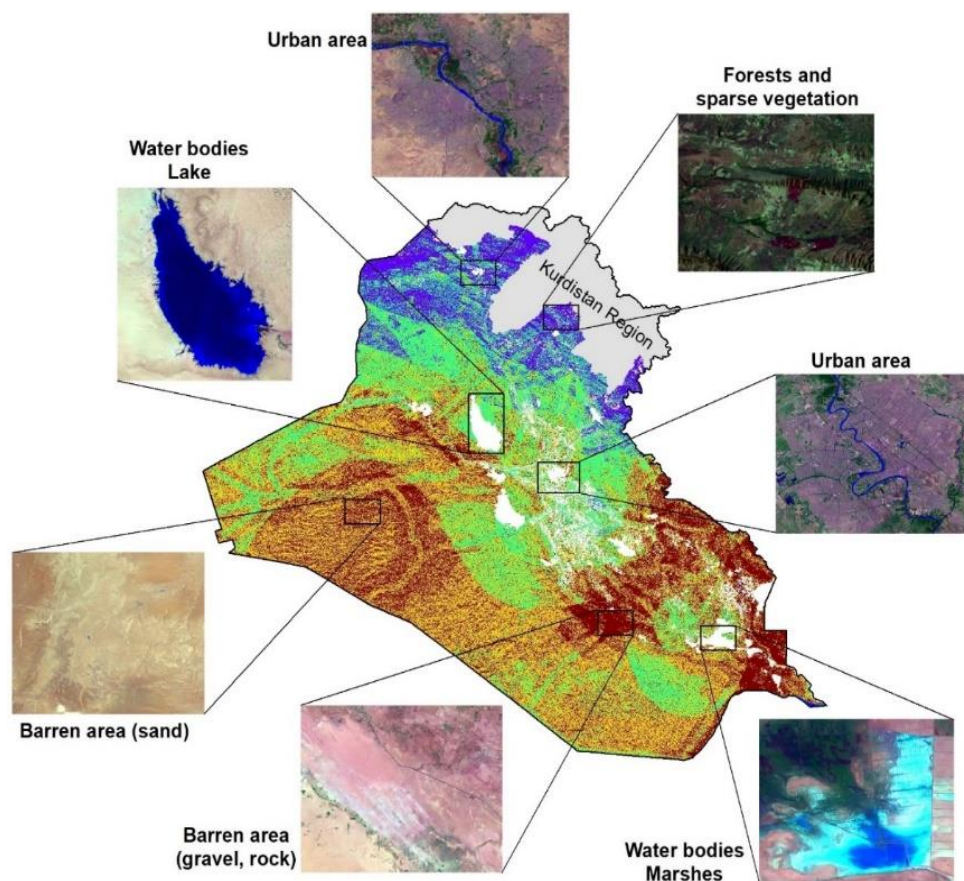 Urban area
Forests and
sparse vegetation
Water bodies
Lake
Kurdistan Region
Urban area
Barren area (sand)
Barren area
(gravel, rock)
Water bodies
Marshes